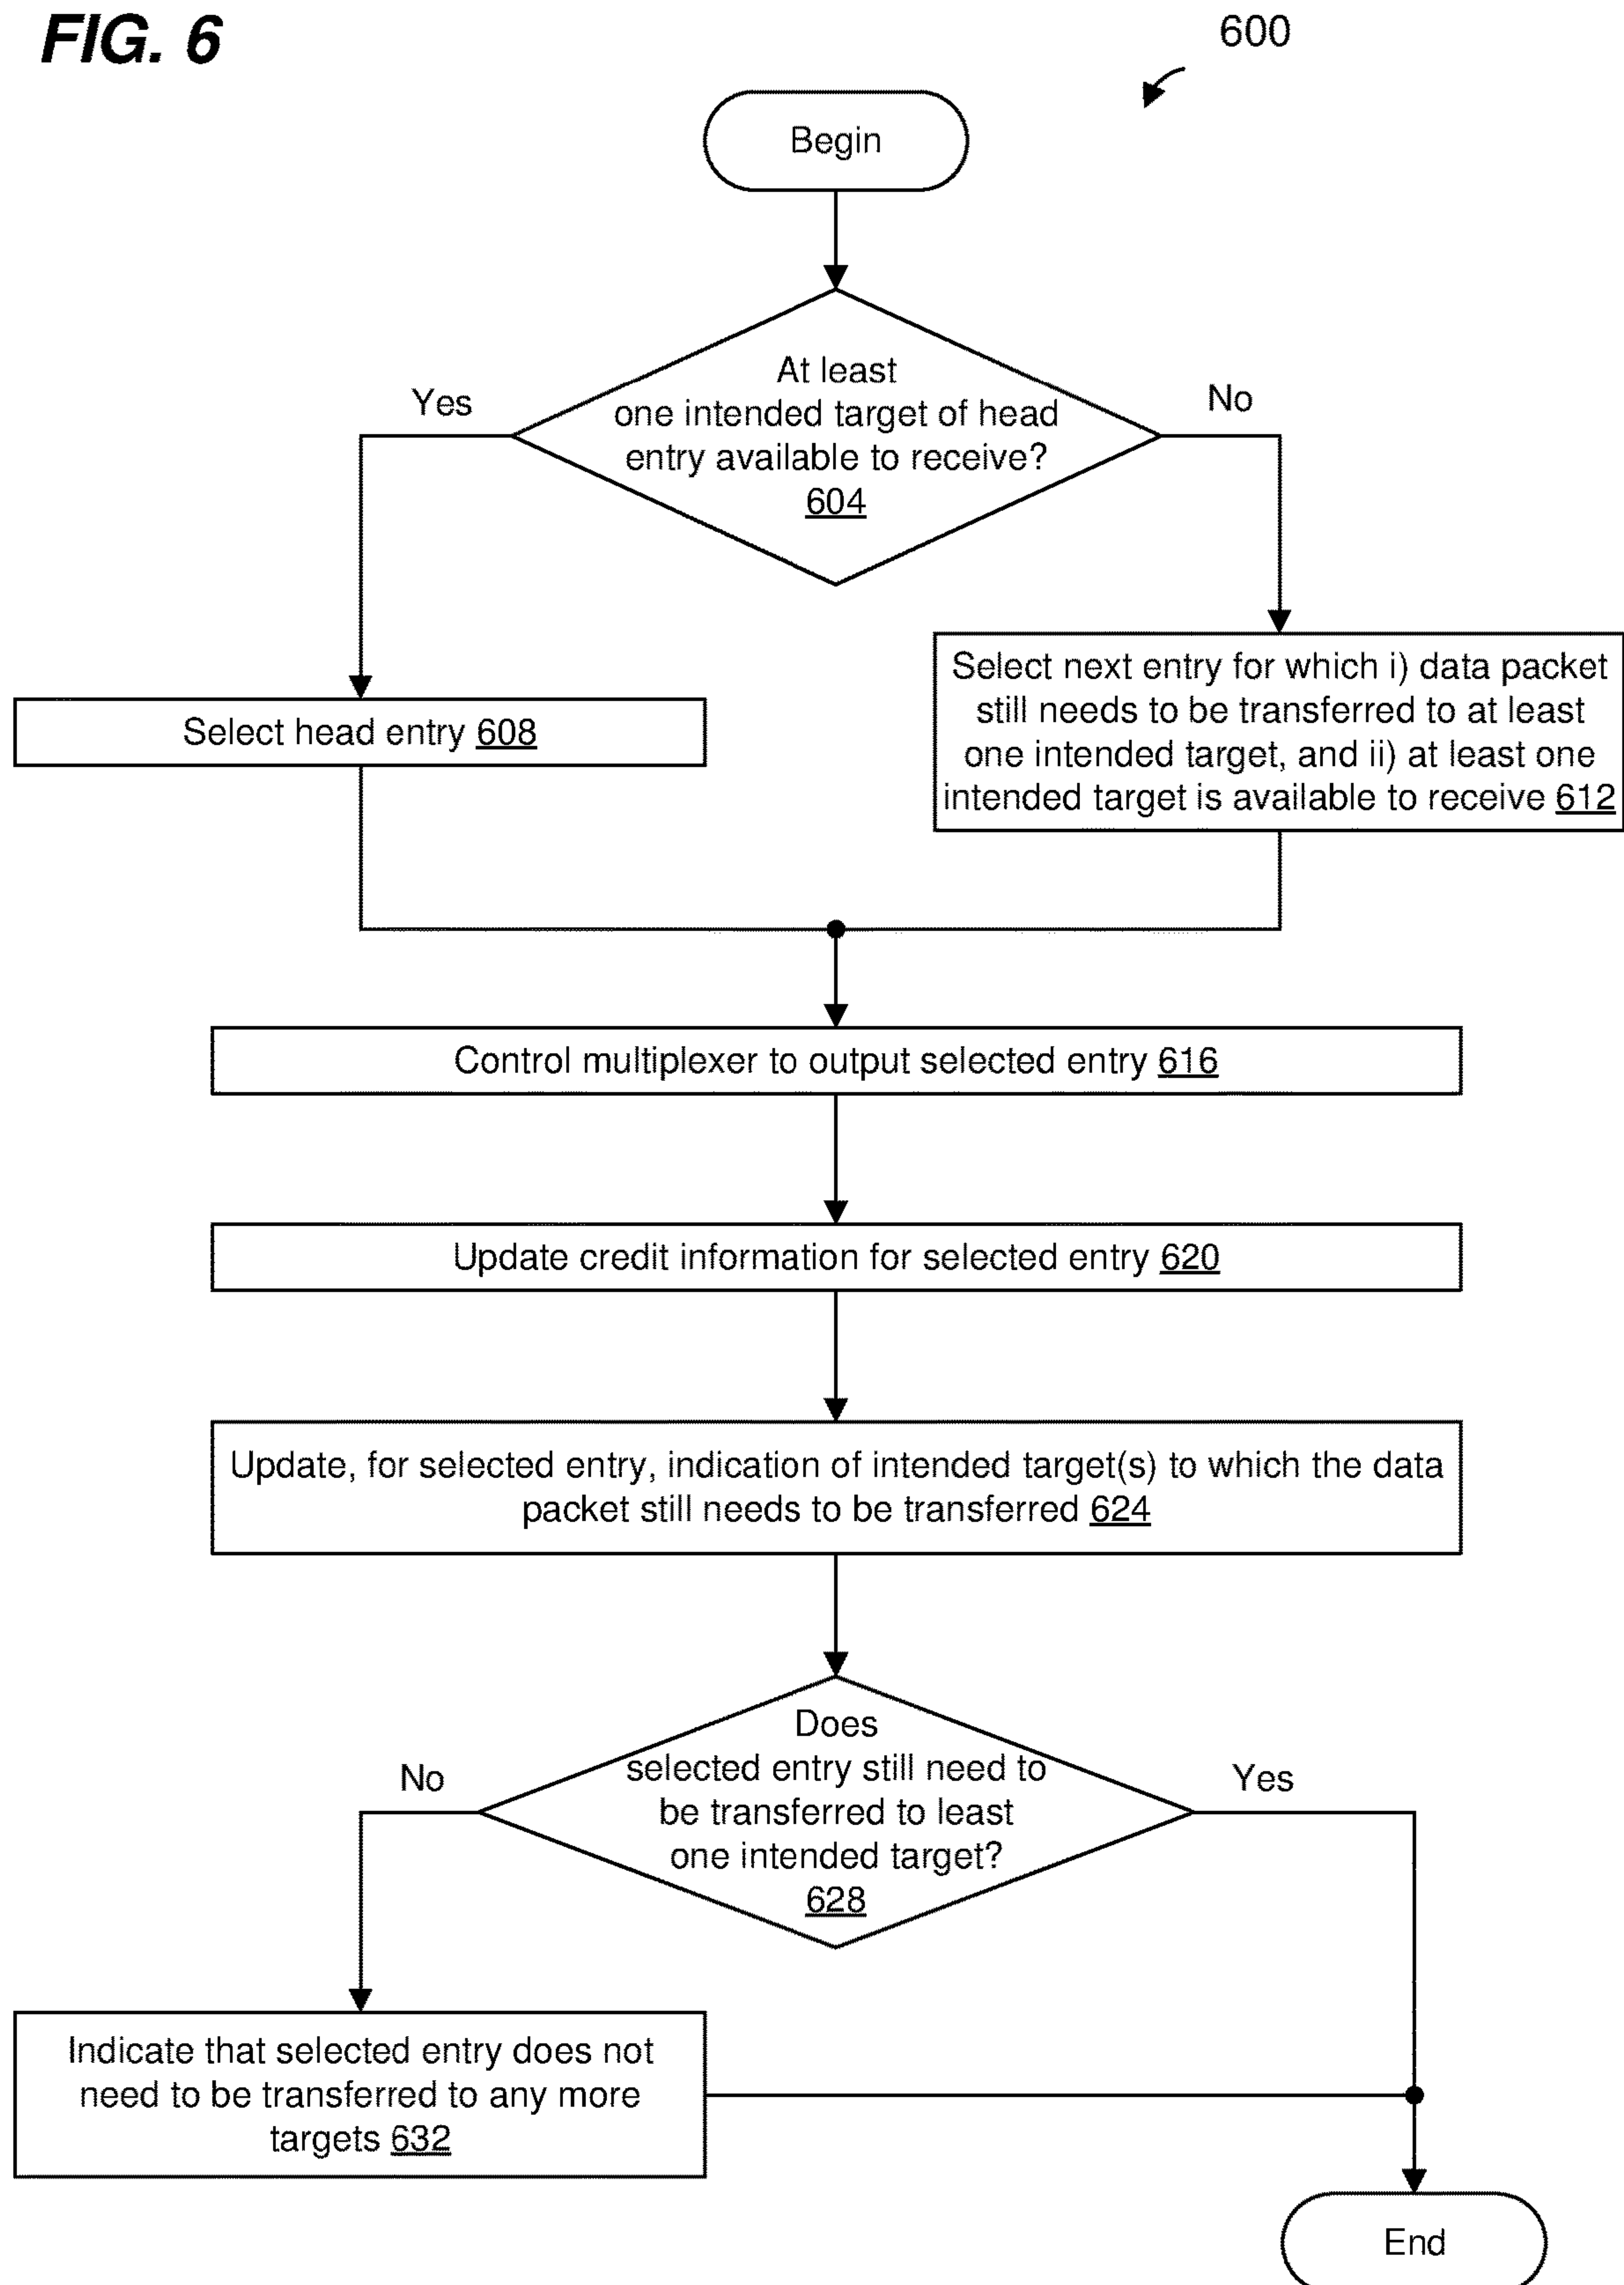 FIG. 6
600
Begin
At least
one intended target of head
entry available to receive?
604
Yes
No
Select head entry 608
Select next entry for which i) data packet
still needs to be transferred to at least
one intended target, and ii) at least one
intended target is available to receive 612
Control multiplexer to output selected entry 616
Update credit information for selected entry 620
Update, for selected entry, indication of intended target(s) to which the data
packet still needs to be transferred 624
Does
selected entry still need to
be transferred to least
one intended target?
628
No
Yes
Indicate that selected entry does not
need to be transferred to any more
targets 632
End